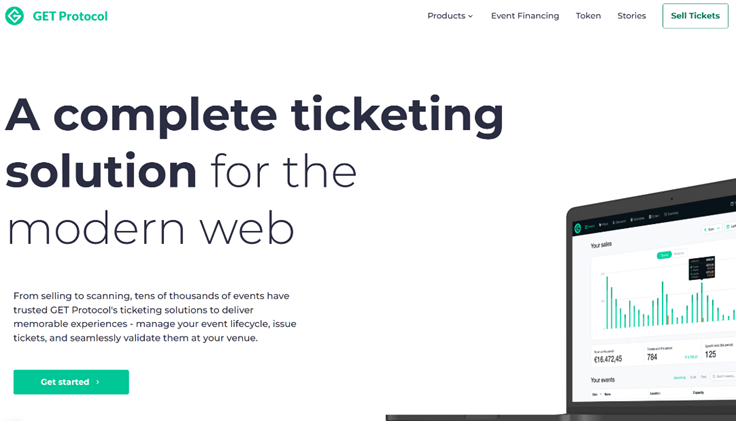 GET Protocol
Products
Event Financing
Token
Stories
Sell Tickets
A complete ticketing
solution for the
modern web
From selling to scanning, tens of thousands of events have
trusted GET Protocol's ticketing solutions to deliver
memorable experiences - manage your event lifecycle, issue
tickets, and seamlessly validate them at your venue.
Get started
Your sales
€16.472,45
784
125
Your events